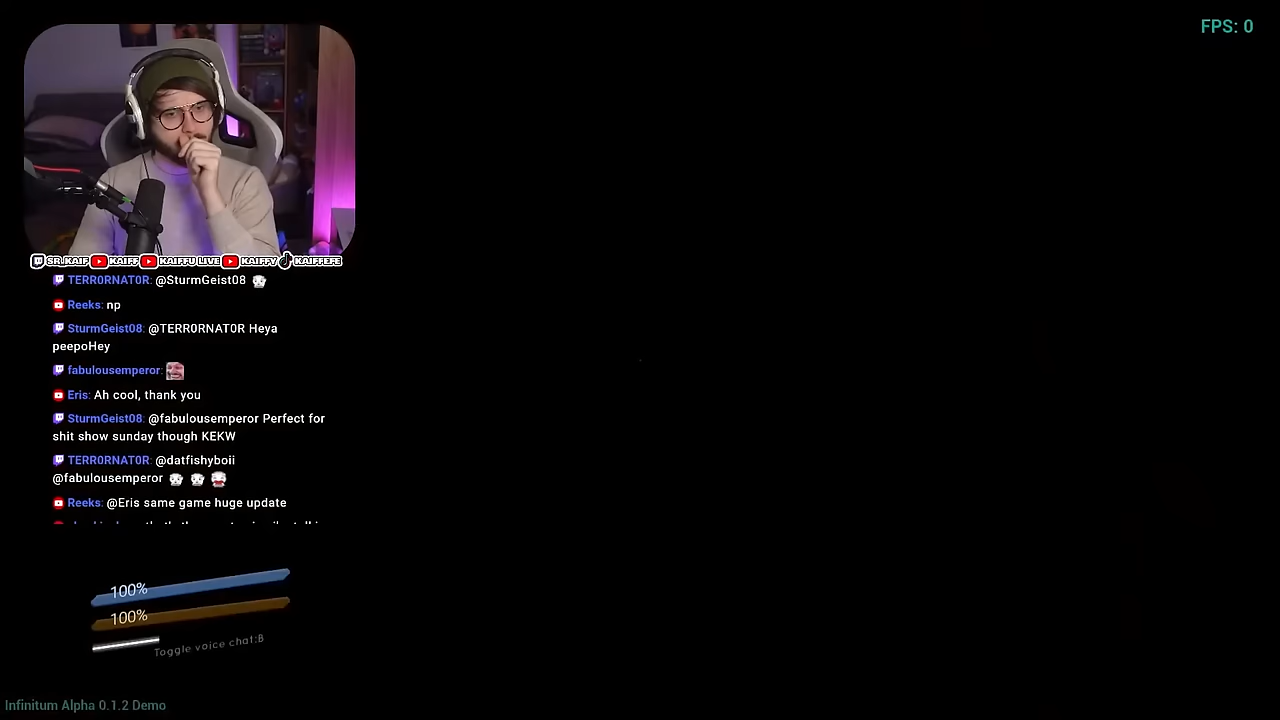 FPS: 0
SR_KAIF KAIFF KAIFFU LIVE KAIFFY KAIFFEFE
TERR0RNAT0R: @SturmGeist08
Reeks: np
SturmGeist08: @TERR0RNAT0R Heya
peepoHey
fabulousemperor:
Eris: Ah cool, thank you
SturmGeist08: @fabulousemperor Perfect for
shit show sunday though KEKW
TERR0RNAT0R: @datfishyboii
@fabulousemperor
Reeks: @Eris same game huge update
100%
100%
Toggle voice chat:B
Infinitum Alpha 0.1.2 Demo